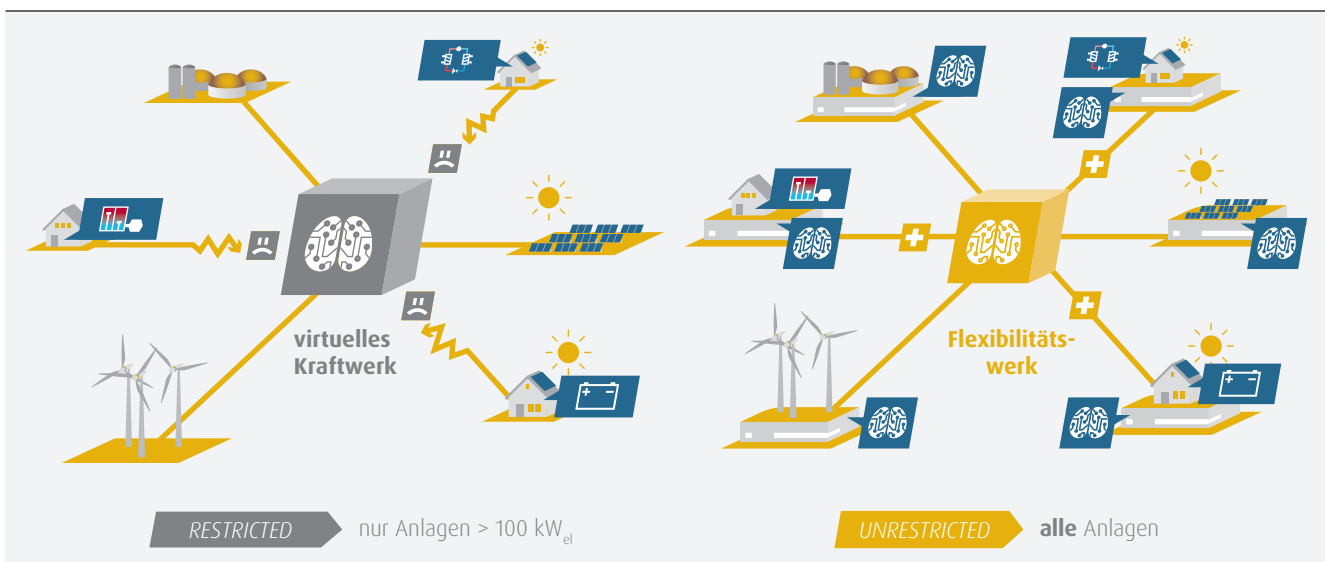 virtuelles
Kraftwerk
Flexibilitäts-
werk
RESTRICTED nur Anlagen > 100 kWel
UNRESTRICTED alle Anlagen